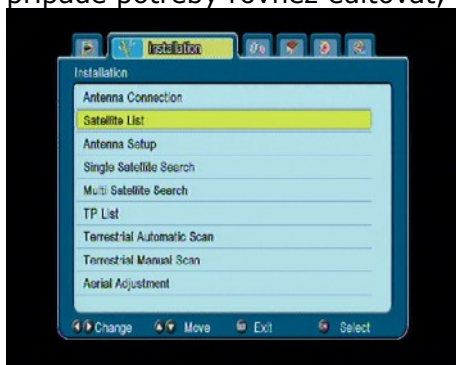 případě potřeby rovněž editovat,
Installation
Installation
Antenna Connection
Satellite List
Antenna Setup
Single Satellite Search
Multi Satellite Search
TP List
Terrestrial Automatic Scan
Terrestrial Manual Scan
Aerial Adjustment
Change Move Exit Select